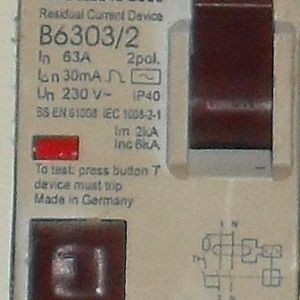 Residual Current Device
B6303/2
In 63A 2pol.
IΔn 30mA
Un 230 V~ IP40
BS EN 61008 IEC 1008-2-1
Im 2kA
Inc 6kA
To test: press button T
device must trip
Made in Germany
1 N